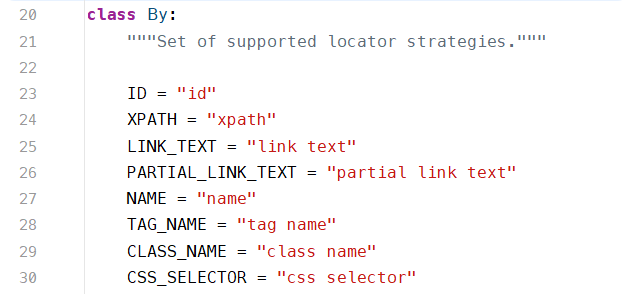 20 class By:
21     """Set of supported locator strategies."""
22
23     ID = "id"
24     XPATH = "xpath"
25     LINK_TEXT = "link text"
26     PARTIAL_LINK_TEXT = "partial link text"
27     NAME = "name"
28     TAG_NAME = "tag name"
29     CLASS_NAME = "class name"
30     CSS_SELECTOR = "css selector"